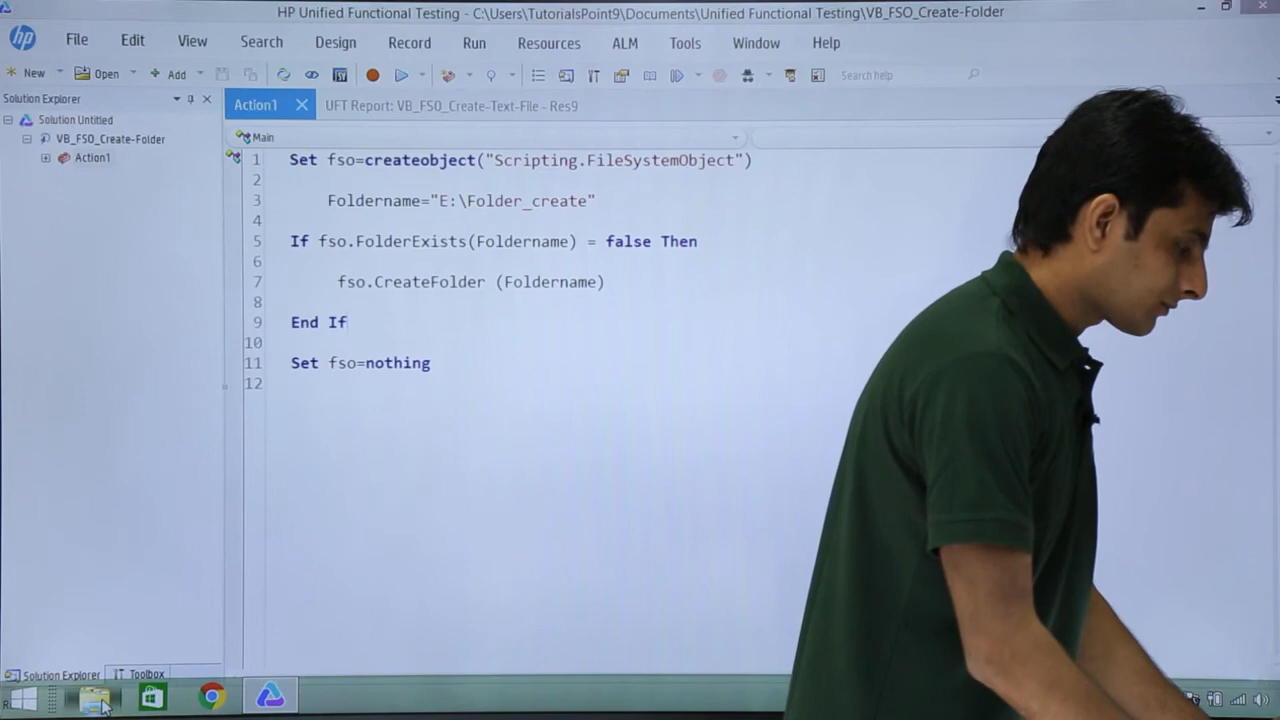 HP Unified Functional Testing - C:\Users\TutorialsPoint9\Documents\Unified Functional Testing\VB_FSO_Create-Folder
hp File Edit View Search Design Record Run Resources ALM Tools Window Help
New Open Add Search help
Solution Explorer
Action1 UFT Report: VB_FSO_Create-Text-File - Res9
Solution Untitled
VB_FSO_Create-Folder
Action1
Main
1 Set fso=createobject("Scripting.FileSystemObject")
2
3 Foldername="E:\Folder_create"
4
5 If fso.FolderExists(Foldername) = false Then
6
7 fso.CreateFolder (Foldername)
8
9 End If
10
11 Set fso=nothing
12
Solution Explorer Toolbox